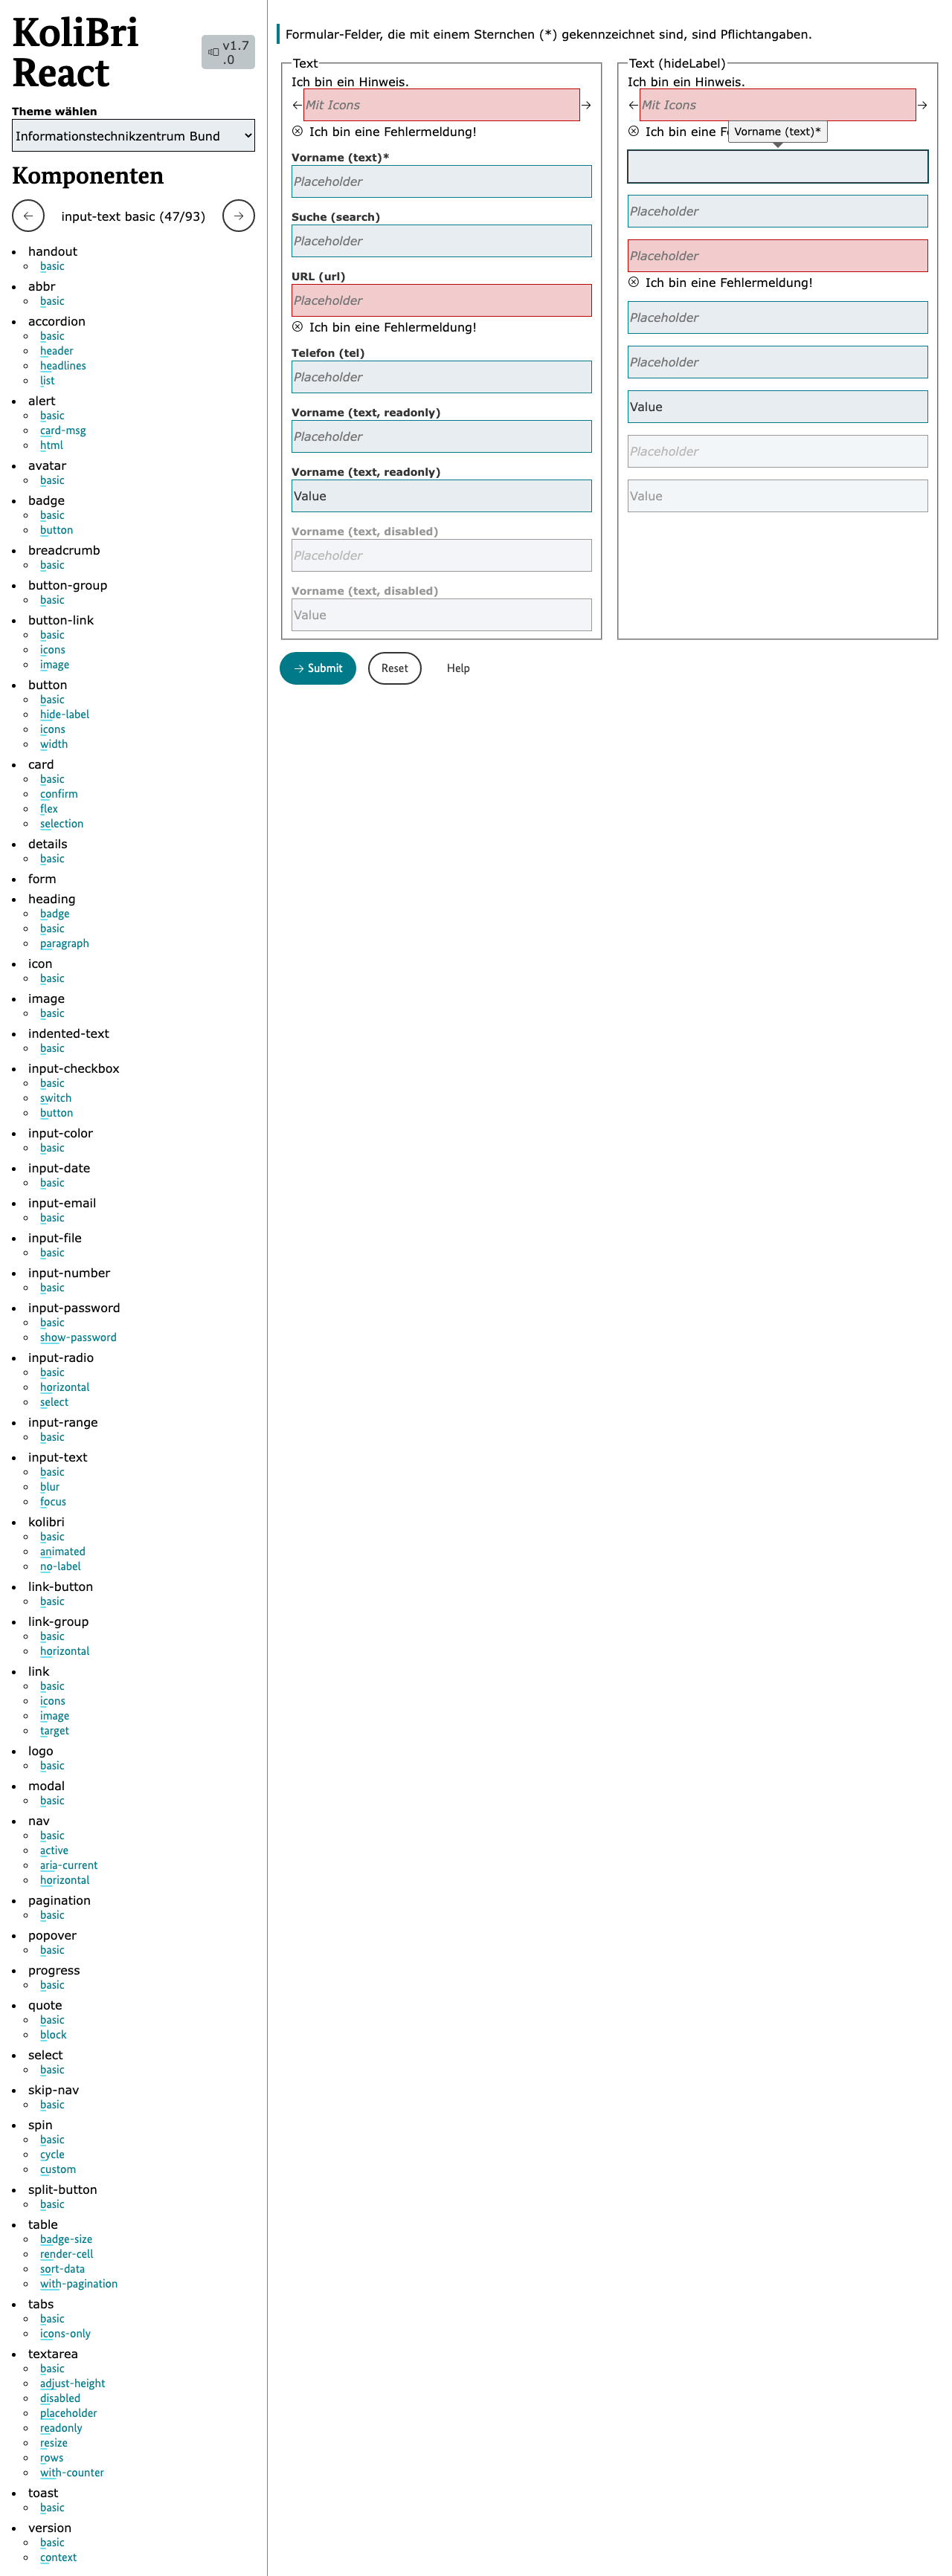 KoliBri
React
v1.7
.0
Theme wählen
Informationstechnikzentrum Bund
Komponenten
input-text basic (47/93)
handout
basic
abbr
basic
accordion
basic
header
headlines
list
alert
basic
card-msg
html
avatar
basic
badge
basic
button
breadcrumb
basic
button-group
basic
button-link
basic
icons
image
button
basic
hide-label
icons
width
card
basic
confirm
flex
selection
details
basic
form
heading
badge
basic
paragraph
icon
basic
image
basic
indented-text
basic
input-checkbox
basic
switch
button
input-color
basic
input-date
basic
input-email
basic
input-file
basic
input-number
basic
input-password
basic
show-password
input-radio
basic
horizontal
select
input-range
basic
input-text
basic
blur
focus
kolibri
basic
animated
no-label
link-button
basic
link-group
basic
horizontal
link
basic
icons
image
target
logo
basic
modal
basic
nav
basic
active
aria-current
horizontal
pagination
basic
popover
basic
progress
basic
quote
basic
block
select
basic
skip-nav
basic
spin
basic
cycle
custom
split-button
basic
table
badge-size
render-cell
sort-data
with-pagination
tabs
basic
icons-only
textarea
basic
adjust-height
disabled
placeholder
readonly
resize
rows
with-counter
toast
basic
version
basic
context
Formular-Felder, die mit einem Sternchen (*) gekennzeichnet sind, sind Pflichtangaben.
Text
Ich bin ein Hinweis.
Mit Icons
Ich bin eine Fehlermeldung!
Vorname (text)*
Placeholder
Suche (search)
Placeholder
URL (url)
Placeholder
Ich bin eine Fehlermeldung!
Telefon (tel)
Placeholder
Vorname (text, readonly)
Placeholder
Vorname (text, readonly)
Value
Vorname (text, disabled)
Placeholder
Vorname (text, disabled)
Value
Text (hideLabel)
Ich bin ein Hinweis.
Mit Icons
Ich bin eine
Vorname (text)*
Placeholder
Placeholder
Ich bin eine Fehlermeldung!
Placeholder
Placeholder
Value
Placeholder
Value
Submit
Reset
Help